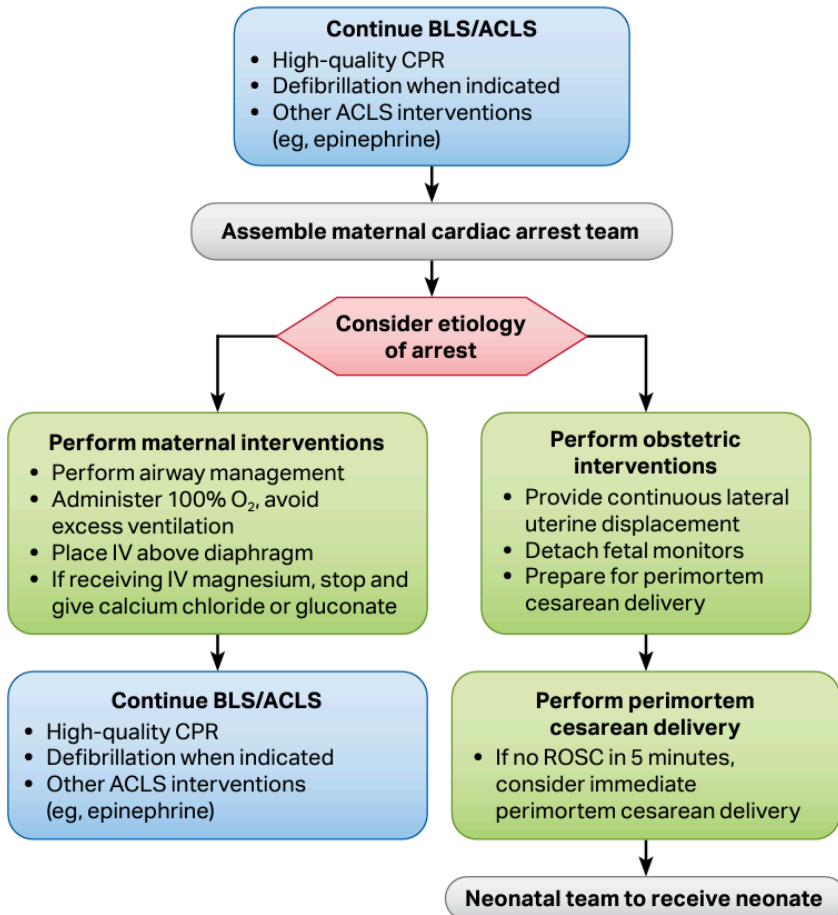 Continue BLS/ACLS
• High-quality CPR
• Defibrillation when indicated
• Other ACLS interventions
(eg, epinephrine)
Assemble maternal cardiac arrest team
Consider etiology
of arrest
Perform maternal interventions
• Perform airway management
• Administer 100% O₂, avoid
excess ventilation
• Place IV above diaphragm
• If receiving IV magnesium, stop and
give calcium chloride or gluconate
Perform obstetric
interventions
• Provide continuous lateral
uterine displacement
• Detach fetal monitors
• Prepare for perimortem
cesarean delivery
Continue BLS/ACLS
• High-quality CPR
• Defibrillation when indicated
• Other ACLS interventions
(eg, epinephrine)
Perform perimortem
cesarean delivery
• If no ROSC in 5 minutes,
consider immediate
perimortem cesarean delivery
Neonatal team to receive neonate